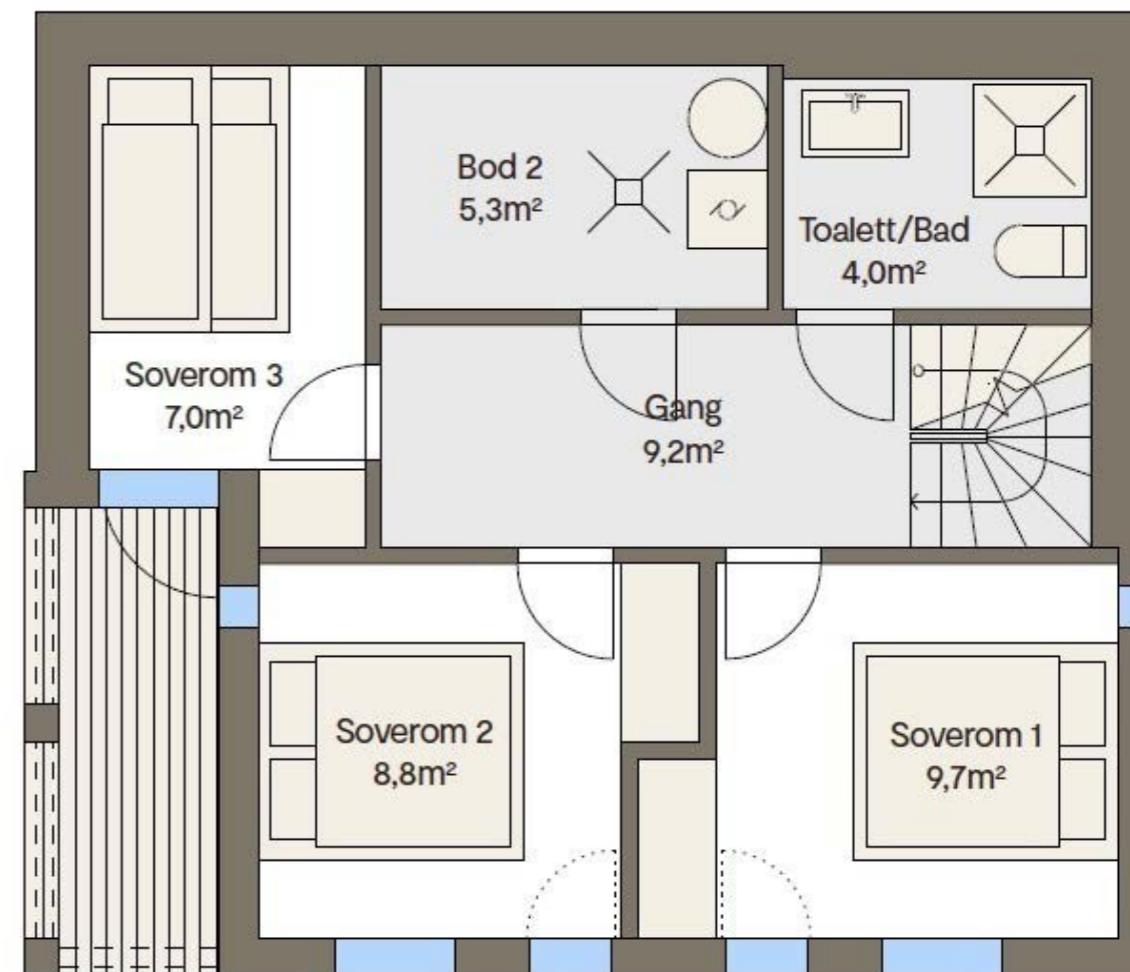 Bod 2
5,3m²
Toalett/Bad
4,0m²
Soverom 3
7,0m²
Gang
9,2m²
Soverom 2
8,8m²
Soverom 1
9,7m²